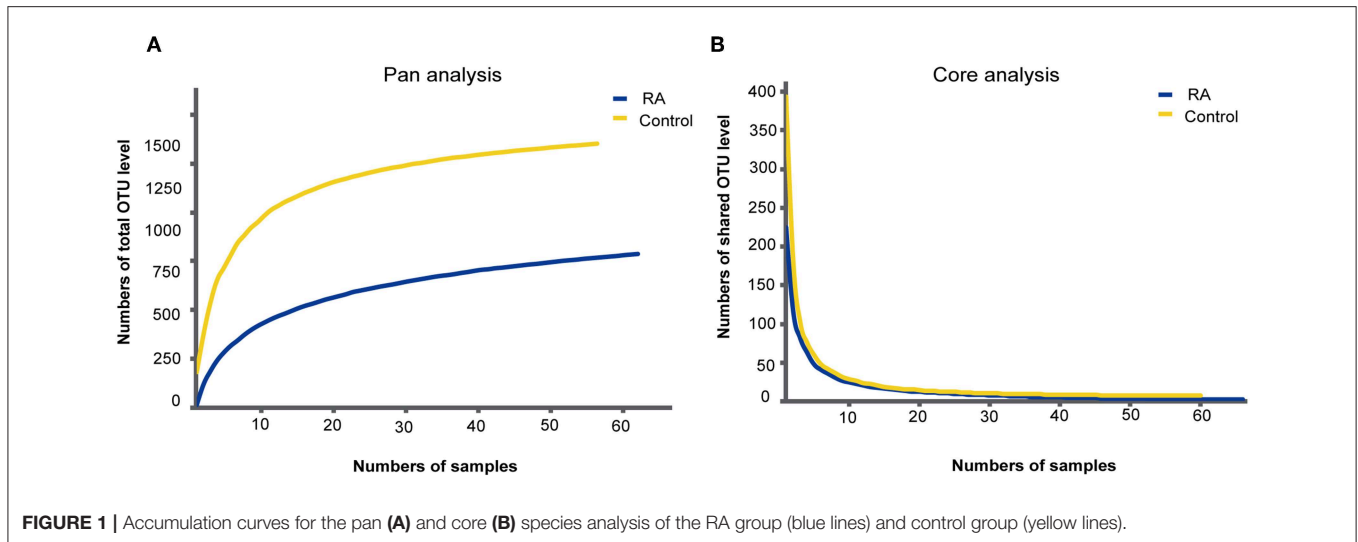 A
Pan analysis
RA
Control
Numbers of total OTU level
1500
1250
1000
750
500
250
0
10 20 30 40 50 60
Numbers of samples
B
Core analysis
RA
Control
Numbers of shared OTU level
400
350
300
250
200
150
100
50
0
10 20 30 40 50 60
Numbers of samples
FIGURE 1 | Accumulation curves for the pan (A) and core (B) species analysis of the RA group (blue lines) and control group (yellow lines).